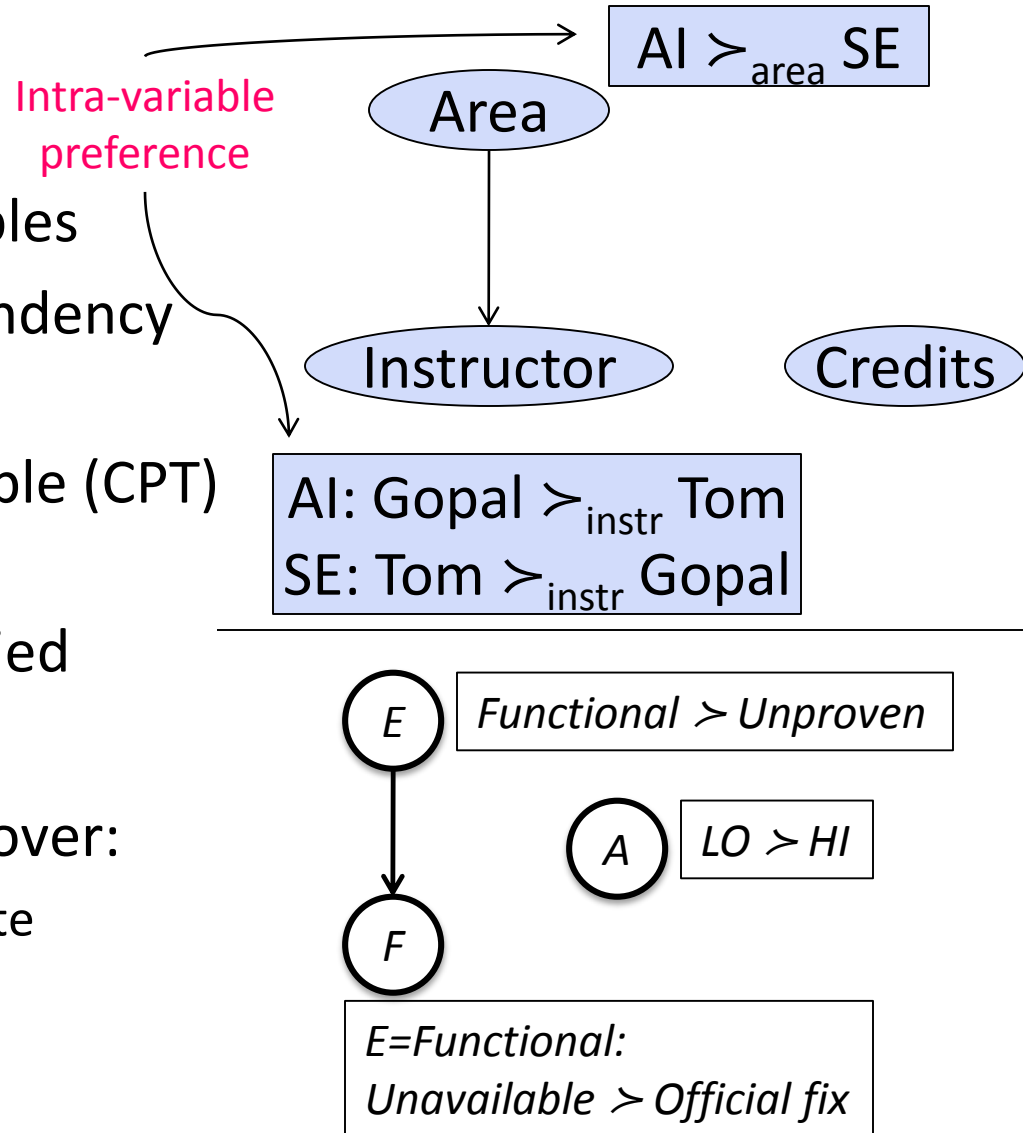 AI ≻area SE
Intra-variable
preference
Area
bles
ndency
Instructor
Credits
ble (CPT)
AI: Gopal ≻instr Tom
SE: Tom ≻instr Gopal
ied
E
Functional ≻ Unproven
over:
A
LO ≻ HI
te
F
E=Functional:
Unavailable ≻ Official fix